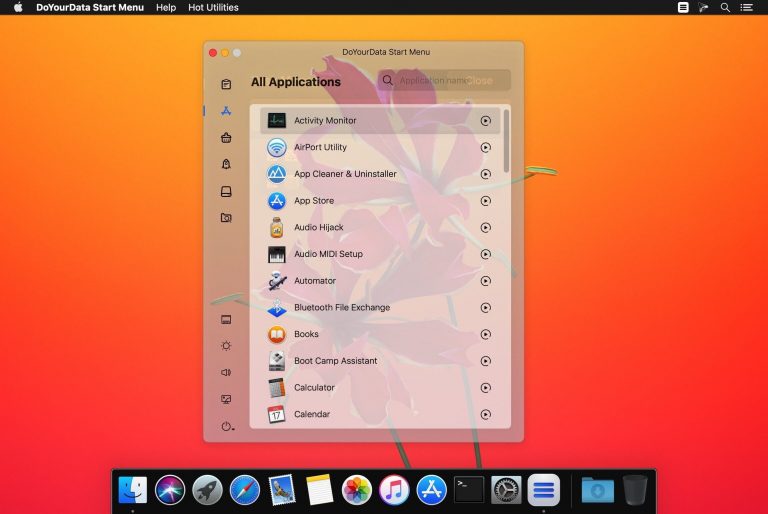 DoYourData Start Menu Help Hot Utilities
DoYourData Start Menu
All Applications
Application name
Close
Activity Monitor
AirPort Utility
App Cleaner & Uninstaller
App Store
Audio Hijack
Audio MIDI Setup
Automator
Bluetooth File Exchange
Books
Boot Camp Assistant
Calculator
Calendar
17